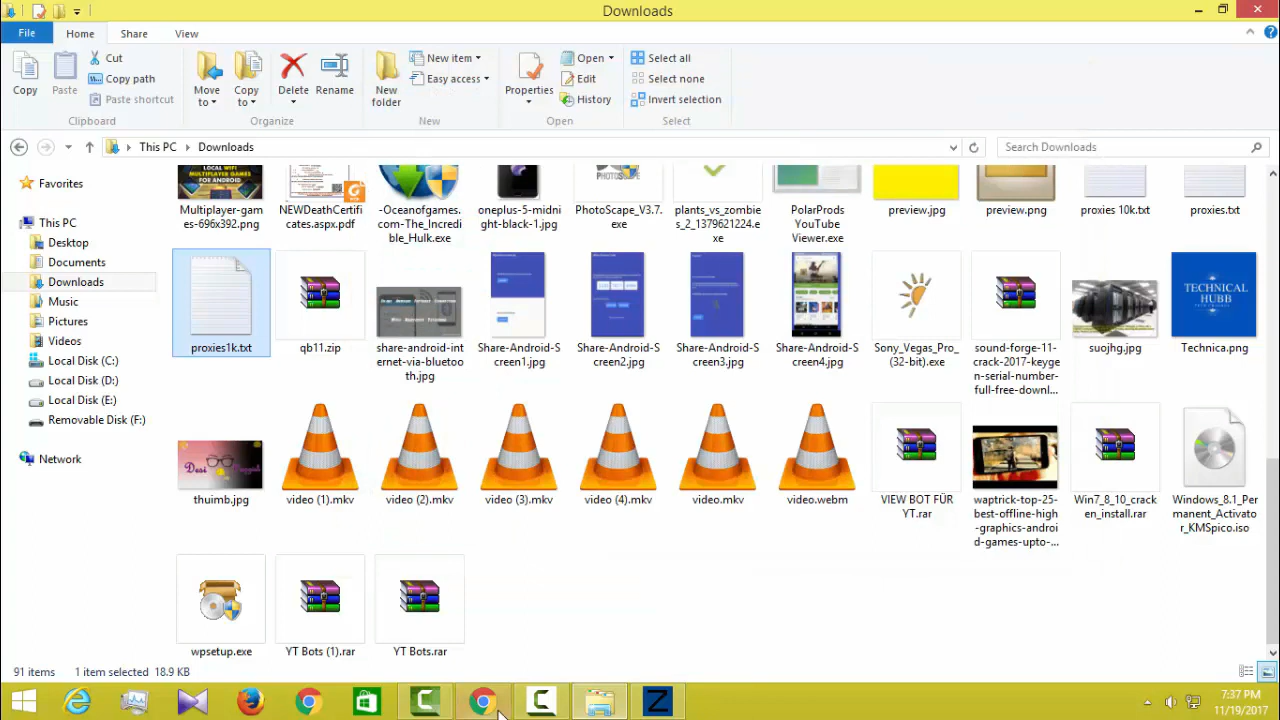 Downloads
File
Home
Share
View
Copy
Paste
Cut
Copy path
Paste shortcut
Clipboard
Move
to
Copy
to
Delete
Rename
Organize
New
folder
New item
Easy access
New
Properties
Open
Edit
History
Open
Select all
Select none
Invert selection
Select
This PC
Downloads
Search Downloads
Favorites
This PC
Desktop
Documents
Downloads
Music
Pictures
Videos
Local Disk (C:)
Local Disk (D:)
Local Disk (E:)
Removable Disk (F:)
Network
LOCAL WIFI
MULTIPLAYER GAMES
FOR ANDROID
Multiplayer-gam
es-696x392.png
NEWDeathCertifi
cates.aspx.pdf
-Oceanofgames.
com-The_Incredi
ble_Hulk.exe
oneplus-5-midni
ght-black-1.jpg
PhotoScape_V3.7.
exe
plants_vs_zombie
s_2_1379621224.e
xe
PolarProds
YouTube
Viewer.exe
preview.jpg
preview.png
proxies 10k.txt
proxies.txt
proxies1k.txt
qb11.zip
share-android-int
ernet-via-bluetoo
th.jpg
Share-Android-S
creen1.jpg
Share-Android-S
creen2.jpg
Share-Android-S
creen3.jpg
Share-Android-S
creen4.jpg
Sony_Vegas_Pro_
(32-bit).exe
sound-forge-11-
crack-2017-keyge
n-serial-number-
full-free-downl...
suojhg.jpg
TECHNICAL
HUBB
Technica.png
Desi
thuimb.jpg
video (1).mkv
video (2).mkv
video (3).mkv
video (4).mkv
video.mkv
video.webm
VIEW BOT FÜR
YT.rar
waptrick-top-25-
best-offline-high
-graphics-androi
d-games-upto-...
Win7_8_10_crack
en_install.rar
Windows_8.1_Per
manent_Activato
r_KMSpico.iso
wpsetup.exe
YT Bots (1).rar
YT Bots.rar
91 items
1 item selected 18.9 KB
7:37 PM
11/19/2017